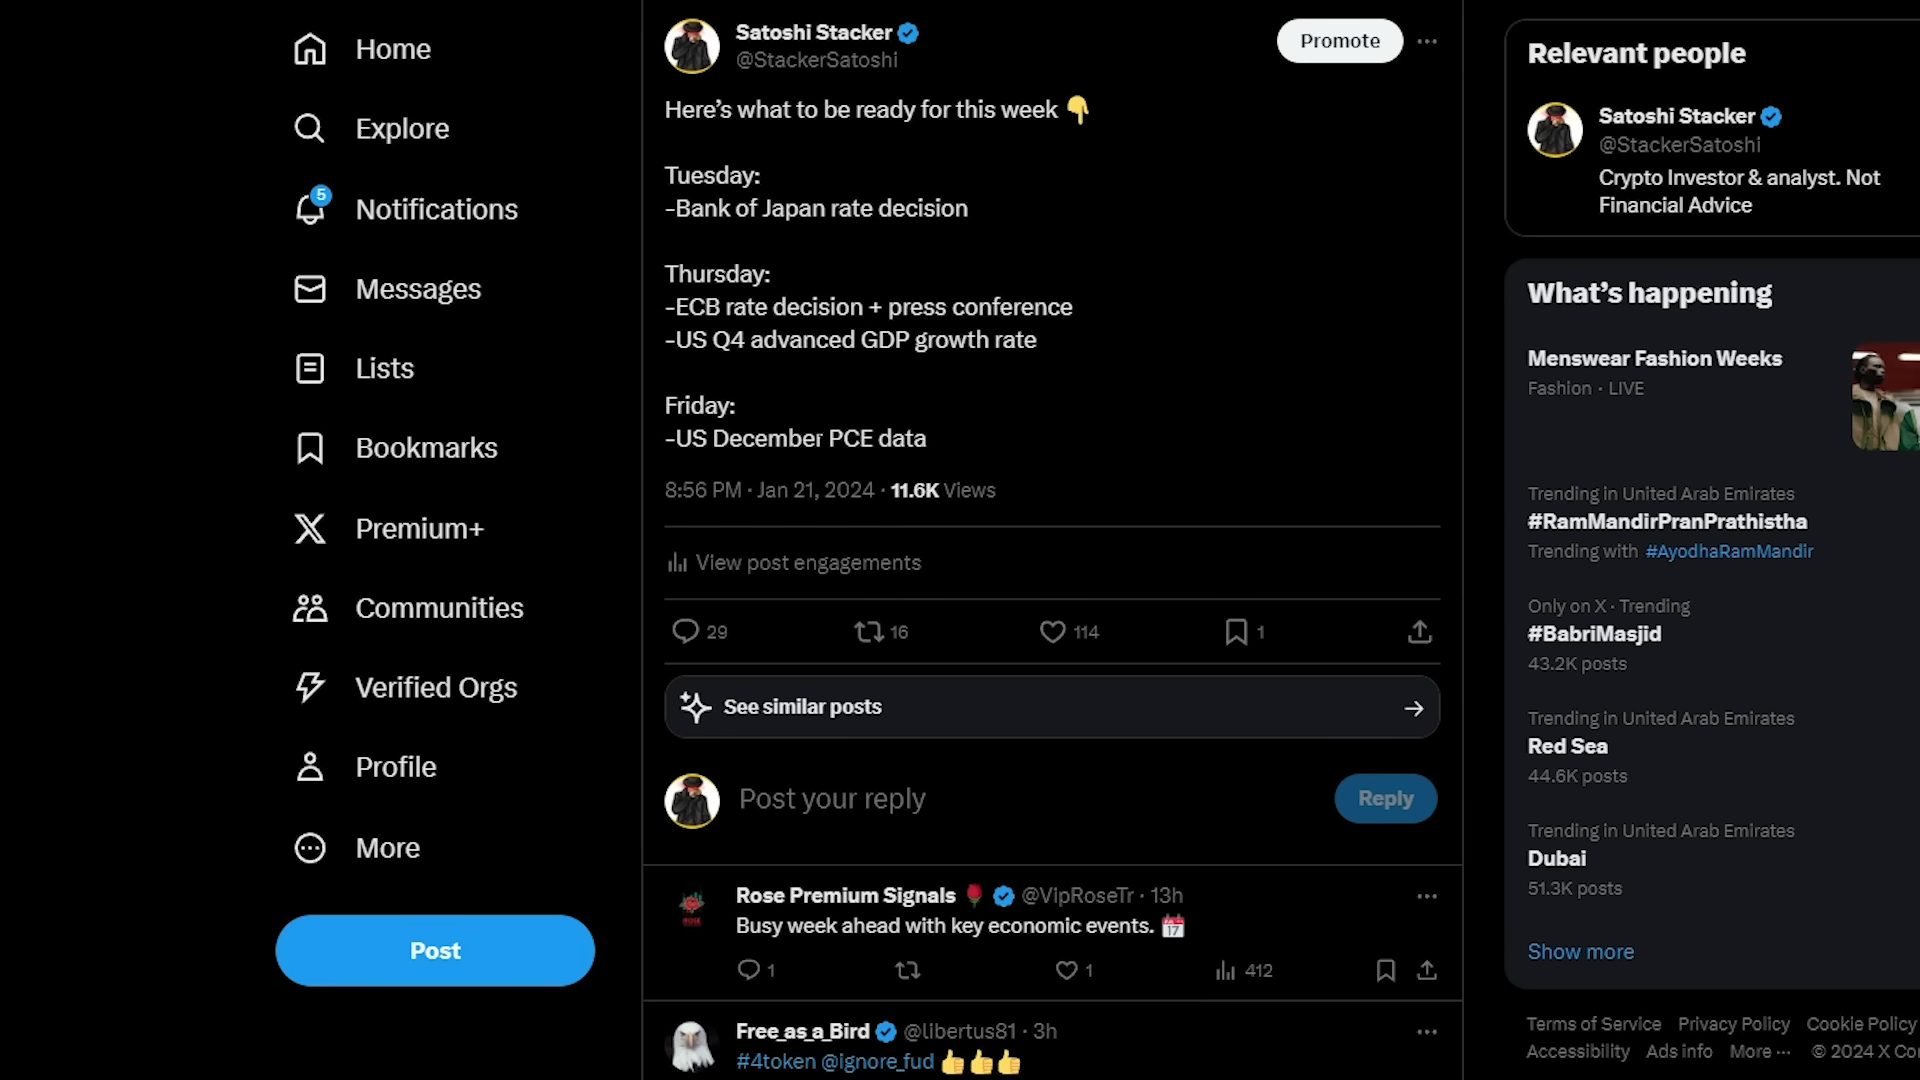 Home
Explore
5
Notifications
Messages
Lists
Bookmarks
Premium+
Communities
Verified Orgs
Profile
More
Post
Satoshi Stacker
@StackerSatoshi
Promote
Here's what to be ready for this week 👇
Tuesday:
-Bank of Japan rate decision
Thursday:
-ECB rate decision + press conference
-US Q4 advanced GDP growth rate
Friday:
-US December PCE data
8:56 PM · Jan 21, 2024 · 11.6K Views
View post engagements
29 16 114 1
See similar posts
Post your reply
Reply
Rose Premium Signals 🌹 @VipRoseTr · 13h
Busy week ahead with key economic events. 📅
1 1 412
Free_as_a_Bird @libertus81 · 3h
#4token @ignore_fud 👍👍👍
Relevant people
Satoshi Stacker
@StackerSatoshi
Crypto Investor & analyst. Not
Financial Advice
What's happening
Menswear Fashion Weeks
Fashion · LIVE
Trending in United Arab Emirates
#RamMandirPranPrathistha
Trending with #AyodhaRamMandir
Only on X · Trending
#BabriMasjid
43.2K posts
Trending in United Arab Emirates
Red Sea
44.6K posts
Trending in United Arab Emirates
Dubai
51.3K posts
Show more
Terms of Service Privacy Policy Cookie Policy
Accessibility Ads info More ··· © 2024 X Co